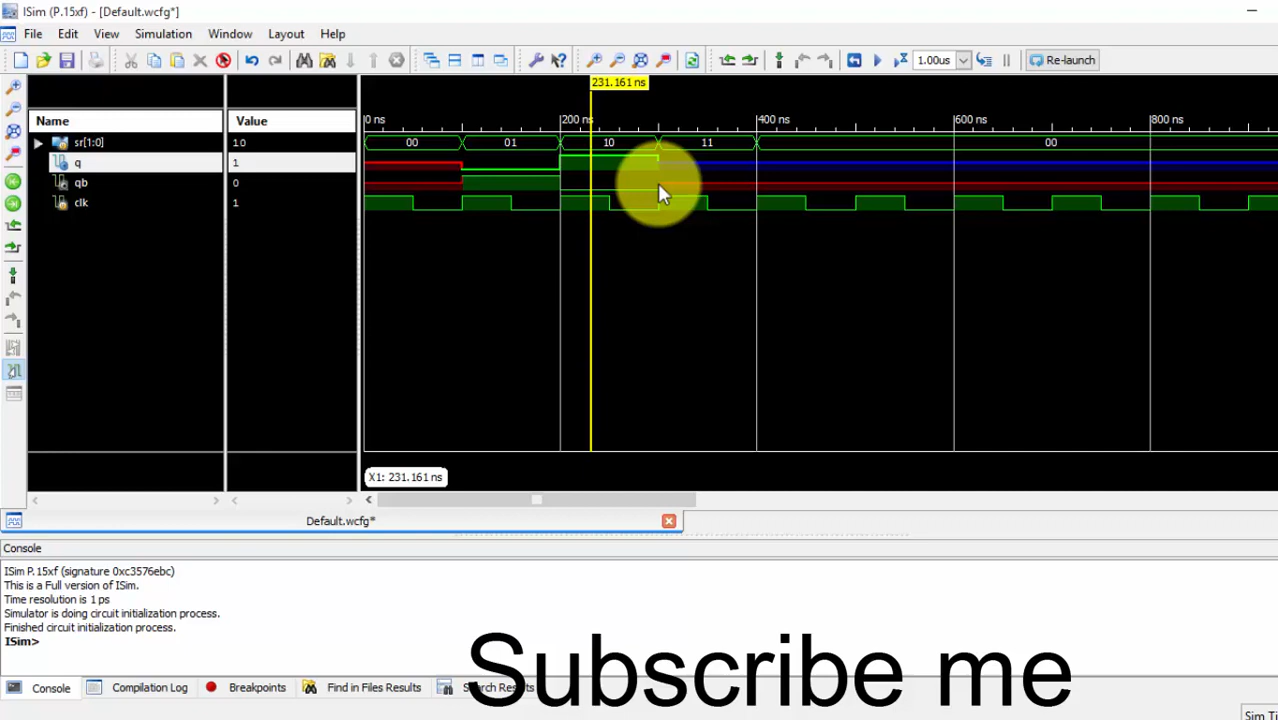 ISim (P.15xf) - [Default.wcfg*]
File Edit View Simulation Window Layout Help
1.00us Re-launch
231.161 ns
Name Value
0 ns 200 ns 400 ns 600 ns 800 ns
sr[1:0] 10 00 01 10 11 00
q 1
qb 0
clk 1
X1: 231.161 ns
Default.wcfg*
Console
ISim P.15xf (signature 0xc3576ebc)
This is a Full version of ISim.
Time resolution is 1 ps
Simulator is doing circuit initialization process.
Finished circuit initialization process.
ISim>
Subscribe me
Console Compilation Log Breakpoints Find in Files Results Search Results
Sim Ti